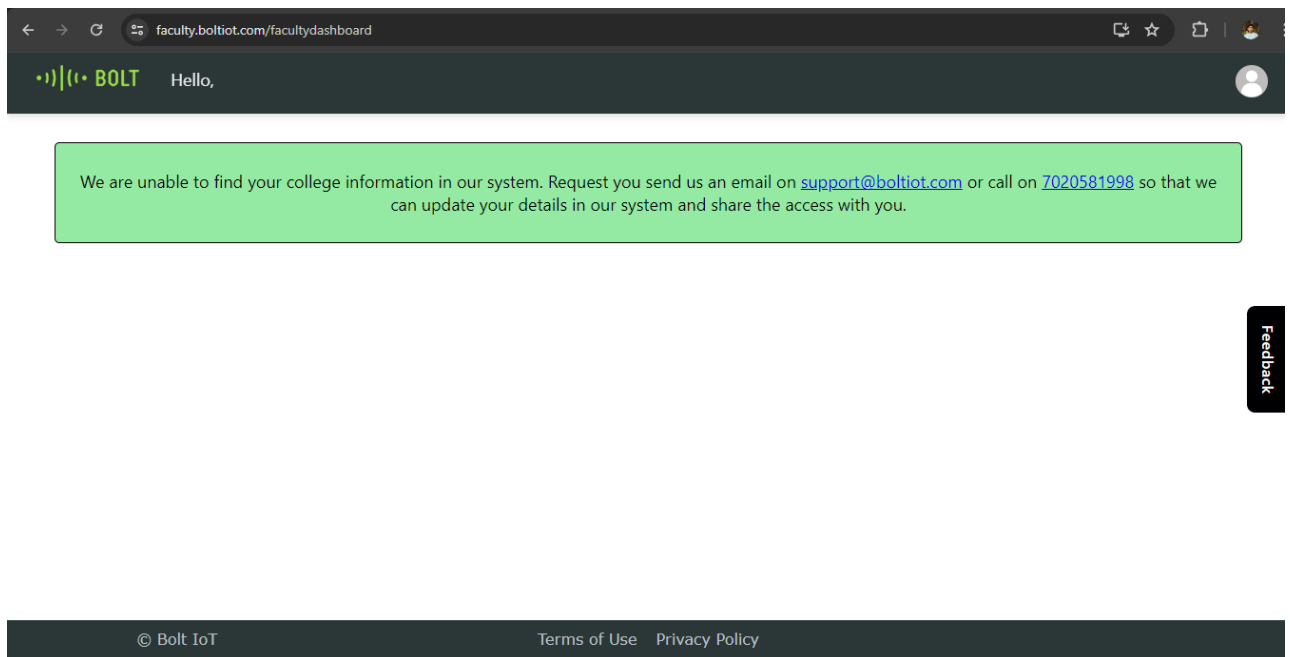 faculty.boltiot.com/facultydashboard
BOLT Hello,
We are unable to find your college information in our system. Request you send us an email on support@boltiot.com or call on 7020581998 so that we
can update your details in our system and share the access with you.
Feedback
© Bolt IoT Terms of Use Privacy Policy